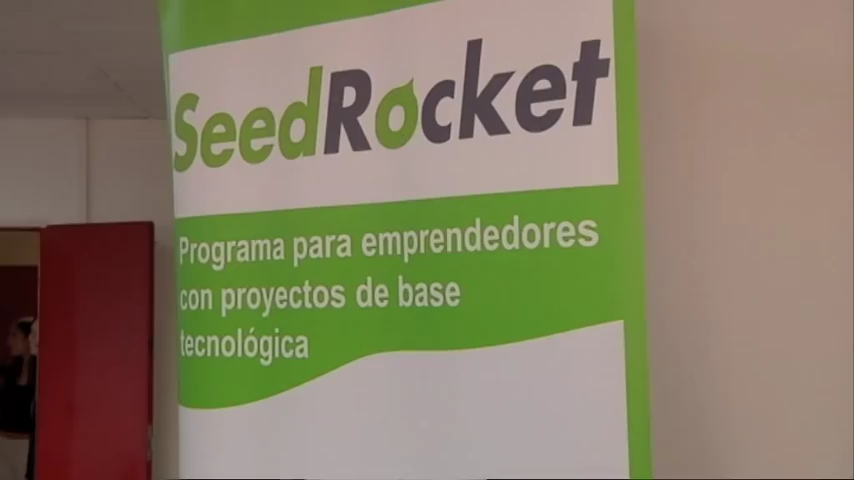 SeedRocket
Programa para emprendedores
con proyectos de base
tecnológica